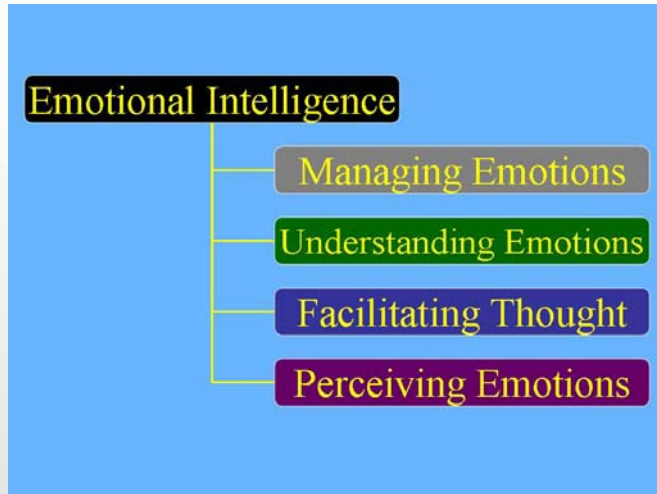 Emotional Intelligence
Managing Emotions
Understanding Emotions
Facilitating Thought
Perceiving Emotions